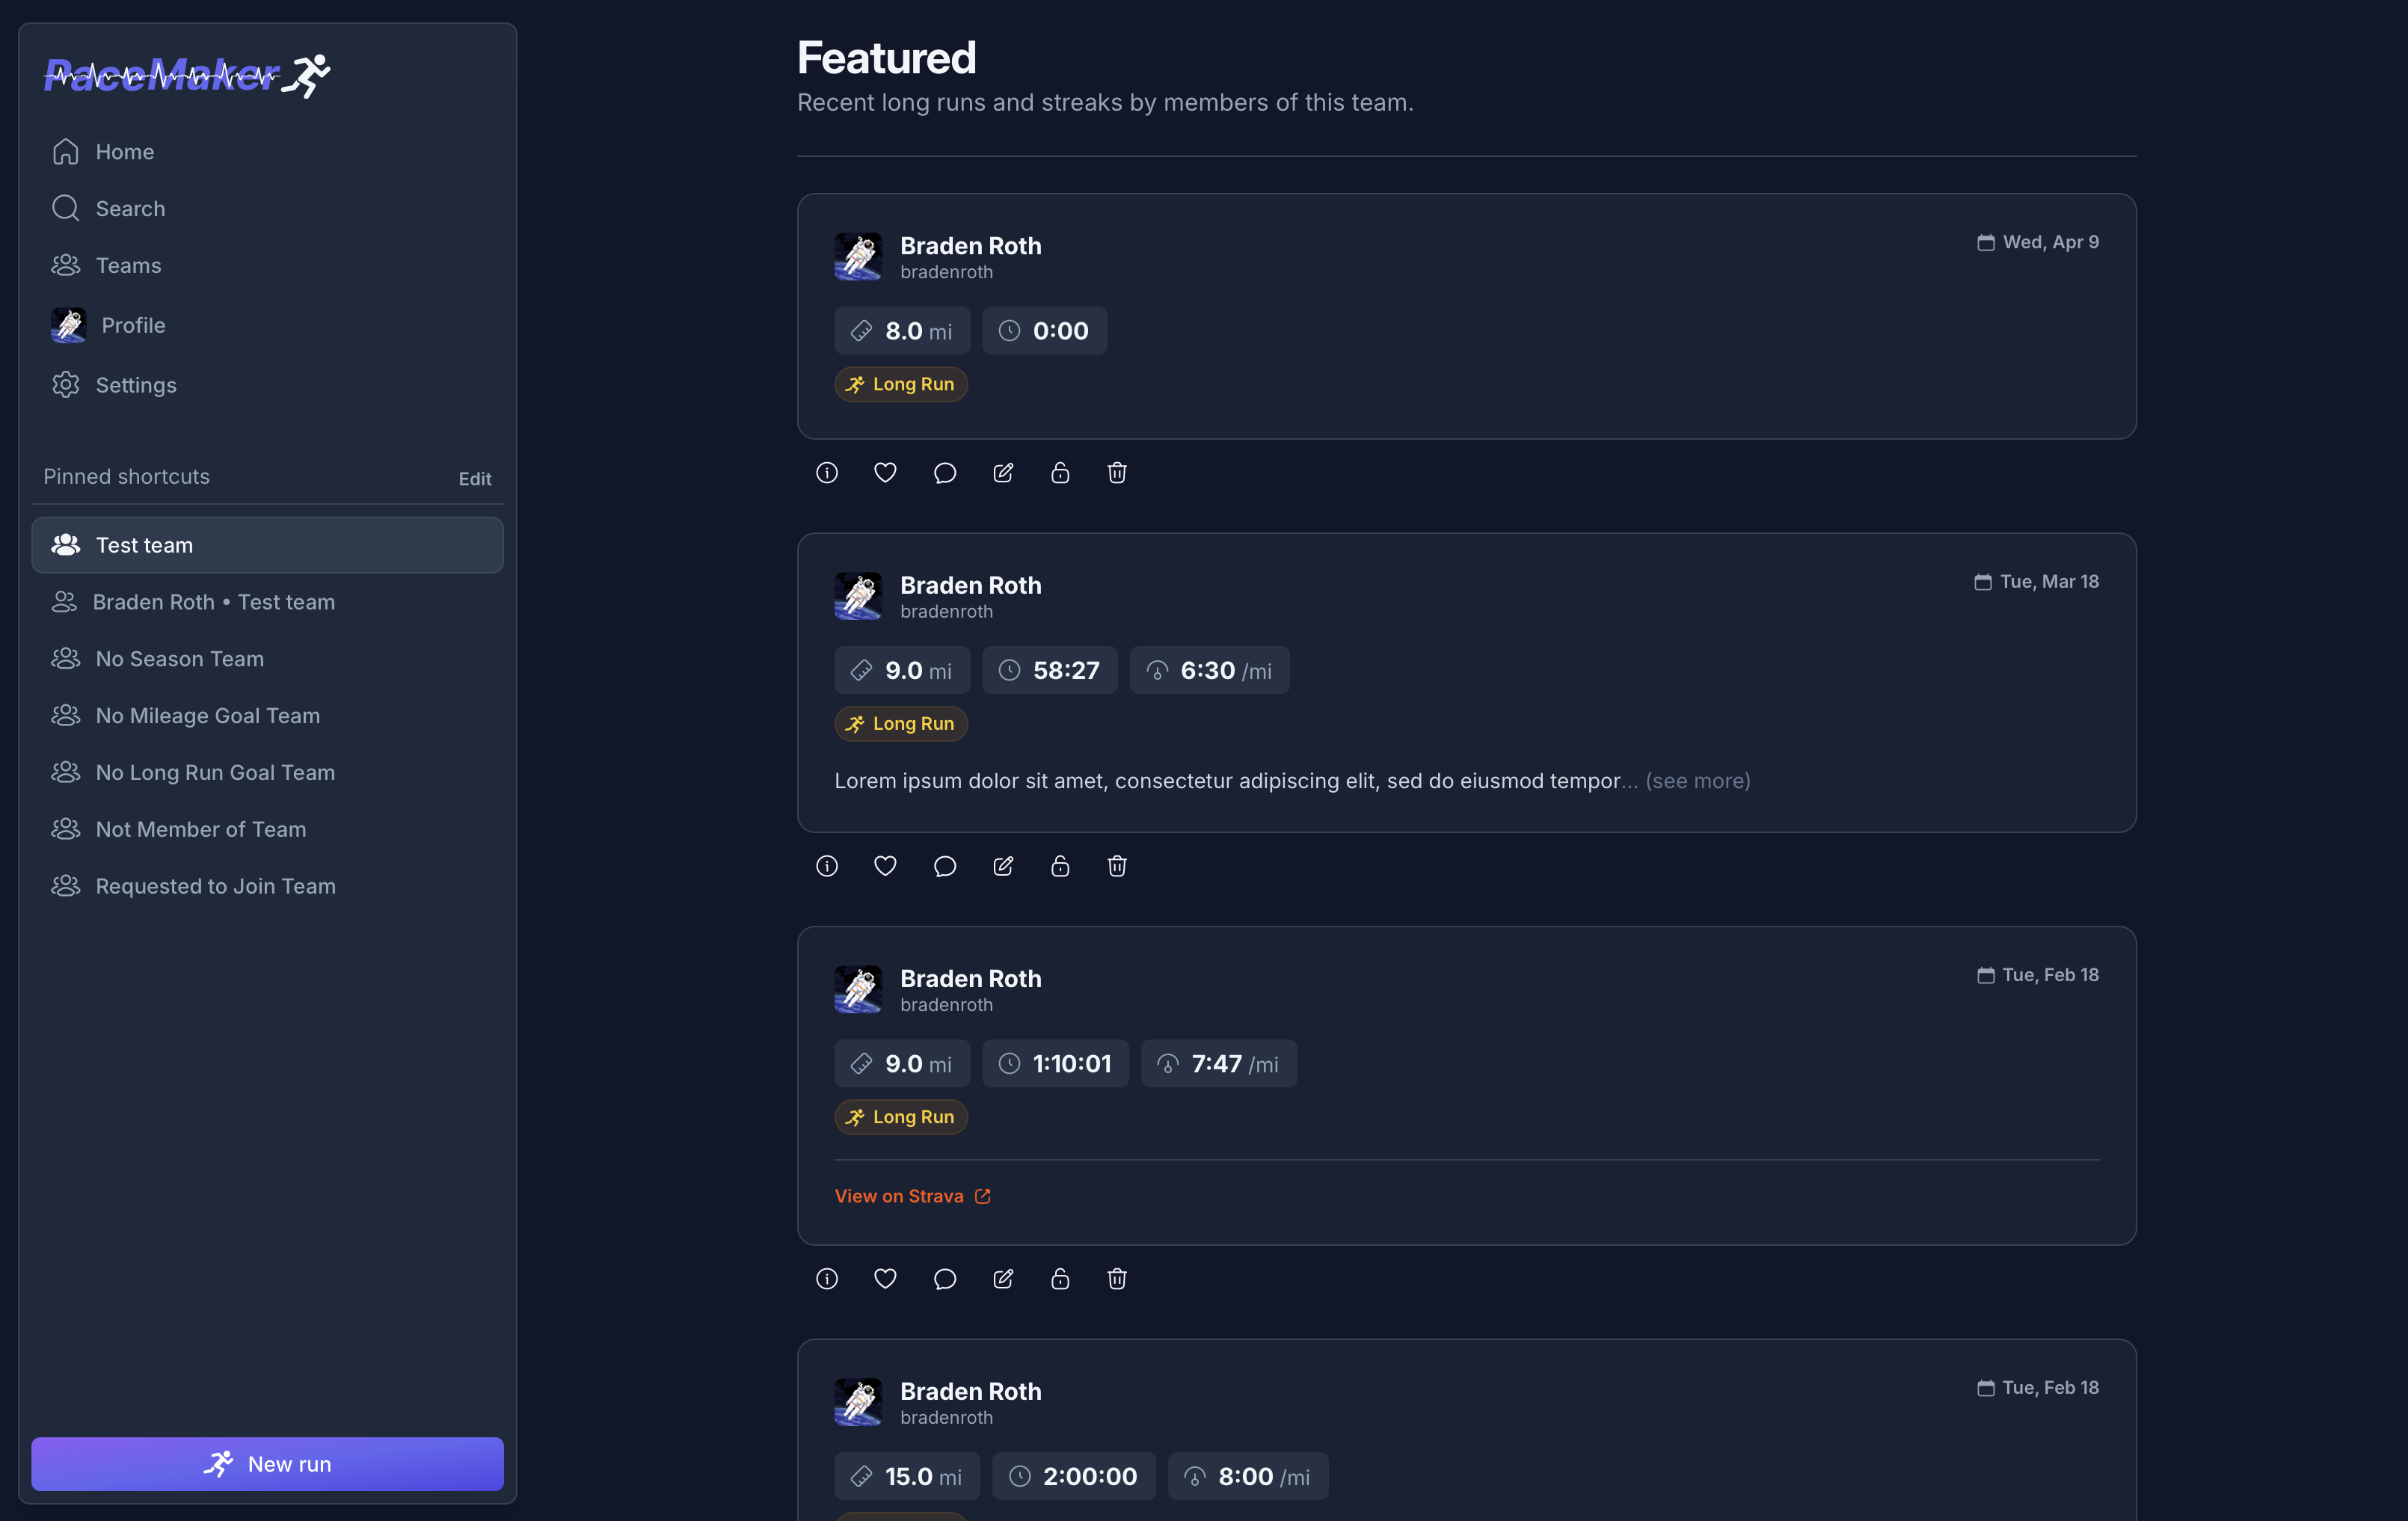 PaceMaker
Home
Search
Teams
Profile
Settings
Pinned shortcuts
Edit
Test team
Braden Roth • Test team
No Season Team
No Mileage Goal Team
No Long Run Goal Team
Not Member of Team
Requested to Join Team
New run
Featured
Recent long runs and streaks by members of this team.
Braden Roth
bradenroth
Wed, Apr 9
8.0 mi 0:00
Long Run
Braden Roth
bradenroth
Tue, Mar 18
9.0 mi 58:27 6:30 /mi
Long Run
Lorem ipsum dolor sit amet, consectetur adipiscing elit, sed do eiusmod tempor... (see more)
Braden Roth
bradenroth
Tue, Feb 18
9.0 mi 1:10:01 7:47 /mi
Long Run
View on Strava
Braden Roth
bradenroth
Tue, Feb 18
15.0 mi 2:00:00 8:00 /mi